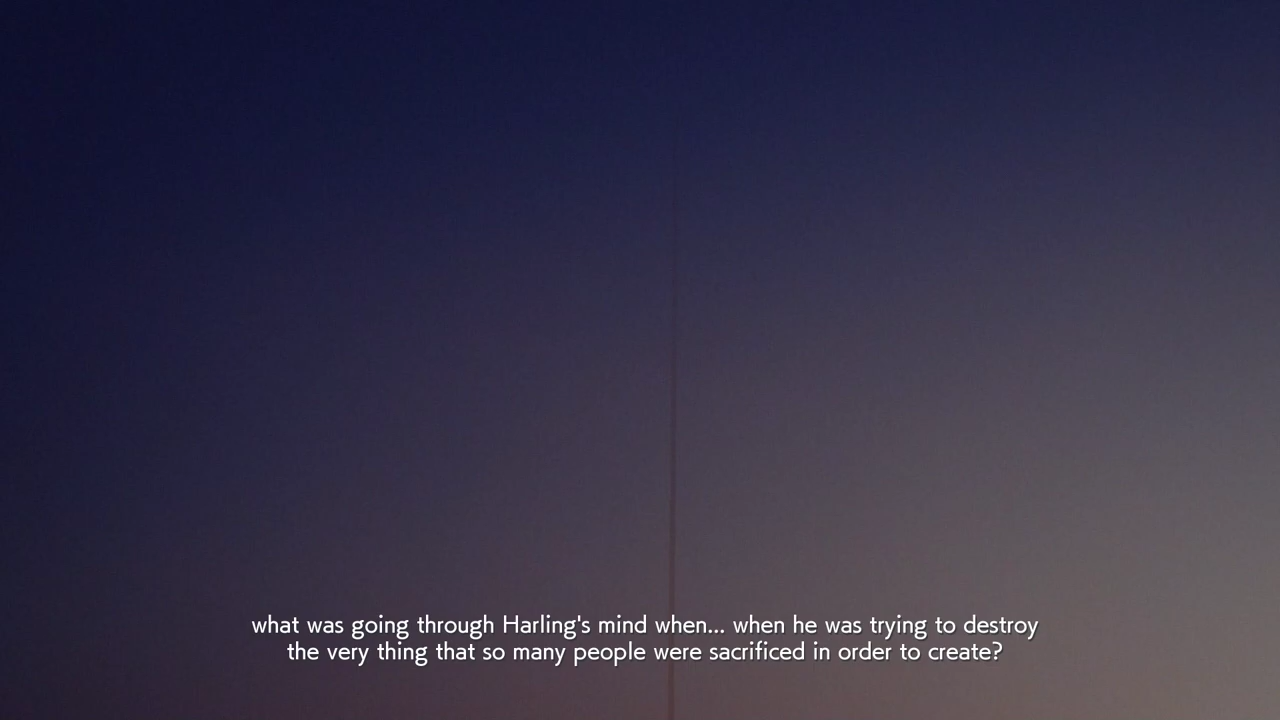 what was going through Harling's mind when... when he was trying to destroy
the very thing that so many people were sacrificed in order to create?